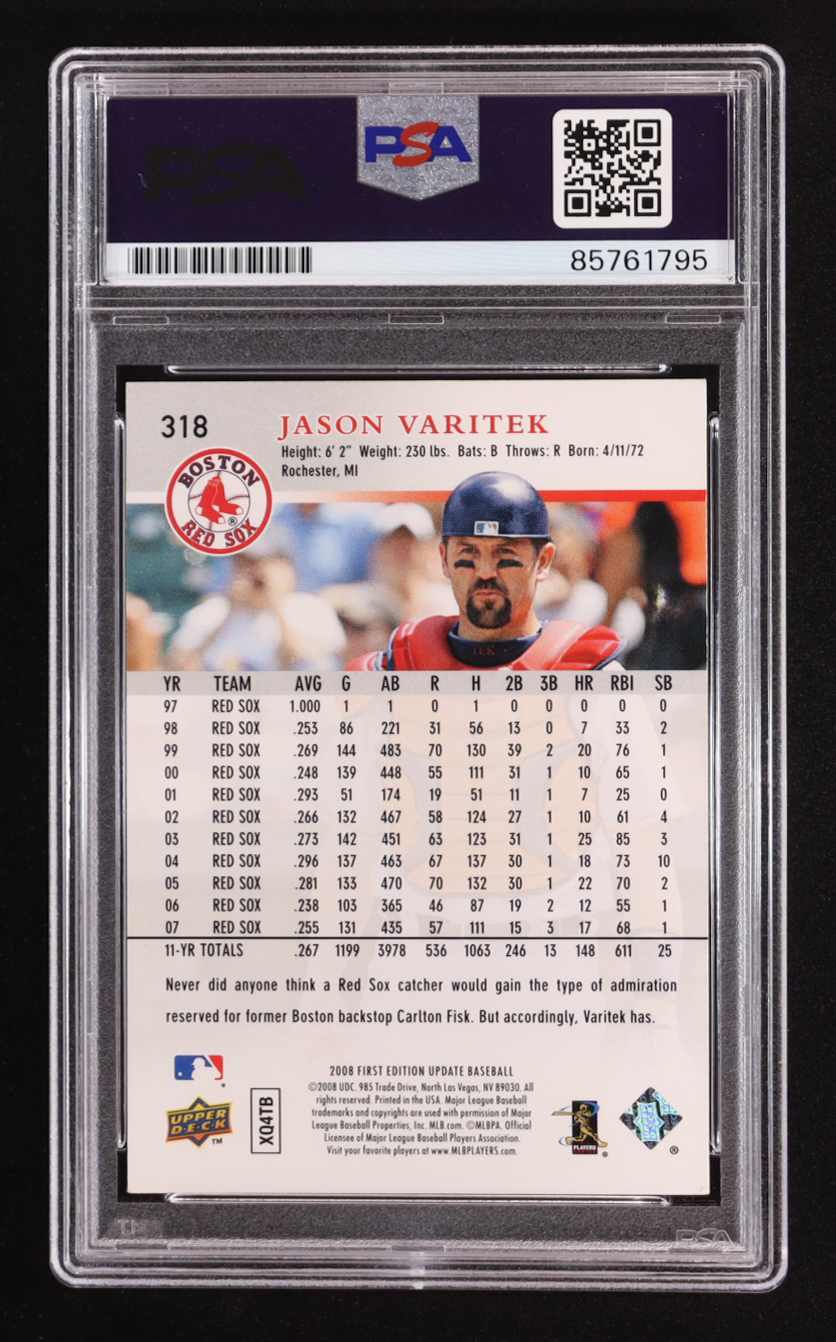 PSA
PSA
85761795
318
JASON VARITEK
Height: 6' 2" Weight: 230 lbs. Bats: B Throws: R Born: 4/11/72
Rochester, MI
BOSTON
RED SOX
®
TEK
YR TEAM AVG G AB R H 2B 3B HR RBI SB
97 RED SOX 1.000 1 1 0 1 0 0 0 0 0
98 RED SOX .253 86 221 31 56 13 0 7 33 2
99 RED SOX .269 144 483 70 130 39 2 20 76 1
00 RED SOX .248 139 448 55 111 31 1 10 65 1
01 RED SOX .293 51 174 19 51 11 1 7 25 0
02 RED SOX .266 132 467 58 124 27 1 10 61 4
03 RED SOX .273 142 451 63 123 31 1 25 85 3
04 RED SOX .296 137 463 67 137 30 1 18 73 10
05 RED SOX .281 133 470 70 132 30 1 22 70 2
06 RED SOX .238 103 365 46 87 19 2 12 55 1
07 RED SOX .255 131 435 57 111 15 3 17 68 1
11-YR TOTALS .267 1199 3978 536 1063 246 13 148 611 25
Never did anyone think a Red Sox catcher would gain the type of admiration
reserved for former Boston backstop Carlton Fisk. But accordingly, Varitek has.
2008 FIRST EDITION UPDATE BASEBALL
©2008 UDC. 985 Trade Drive, North Las Vegas, NV 89030. All
rights reserved. Printed in the USA. Major League Baseball
trademarks and copyrights are used with permission of Major
League Baseball Properties, Inc. MLB.com. ©MLBPA. Official
Licensee of Major League Baseball Players Association.
Visit your favorite players at www.MLBPLAYERS.com.
®
UPPER
DECK
™
XQ4TB
PLAYERS
®
®
PSA